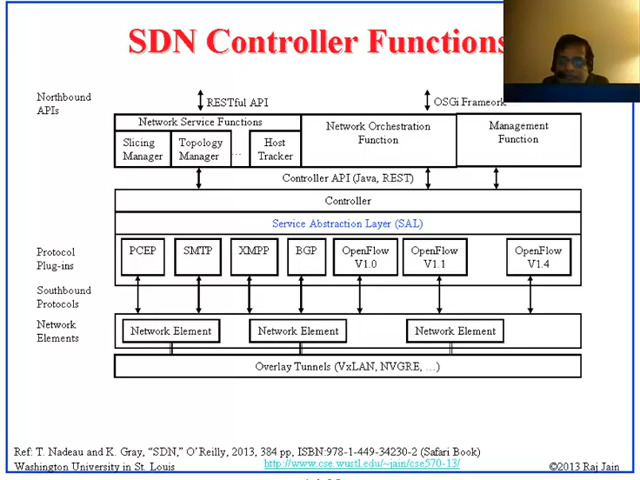 SDN Controller Functions
Northbound
APIs
RESTful API
OSGi Frameork
Network Service Functions
Slicing
Manager
Topology
Manager
...
Host
Tracker
Network Orchestration
Function
Management
Function
Controller API (Java, REST)
Controller
Service Abstraction Layer (SAL)
Protocol
Plug-ins
PCEP
SMTP
XMPP
BGP
OpenFlow
V1.0
OpenFlow
V1.1
OpenFlow
V1.4
Southbound
Protocols
Network
Elements
Network Element
Network Element
Network Element
Overlay Tunnels (VxLAN, NVGRE, ...)
Ref: T. Nadeau and K. Gray, “SDN,” O’Reilly, 2013, 384 pp, ISBN:978-1-449-34230-2 (Safari Book)
Washington University in St. Louis
http://www.cse.wustl.edu/~jain/cse570-13/
©2013 Raj Jain